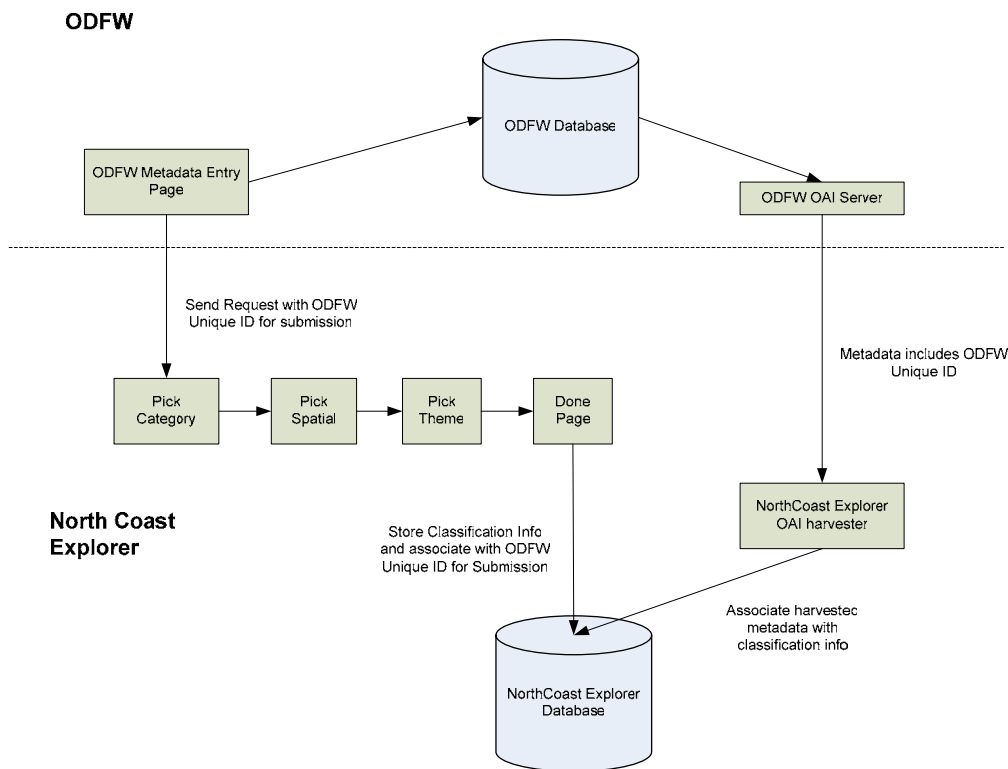 ODFW
ODFW Database
ODFW Metadata Entry
Page
ODFW OAI Server
Send Request with ODFW
Unique ID for submission
Metadata includes ODFW
Unique ID
Pick
Category
Pick
Spatial
Pick
Theme
Done
Page
North Coast
Explorer
Store Classification Info
and associate with ODFW
Unique ID for Submission
NorthCoast Explorer
OAI harvester
Associate harvested
metadata with
classification info
NorthCoast Explorer
Database